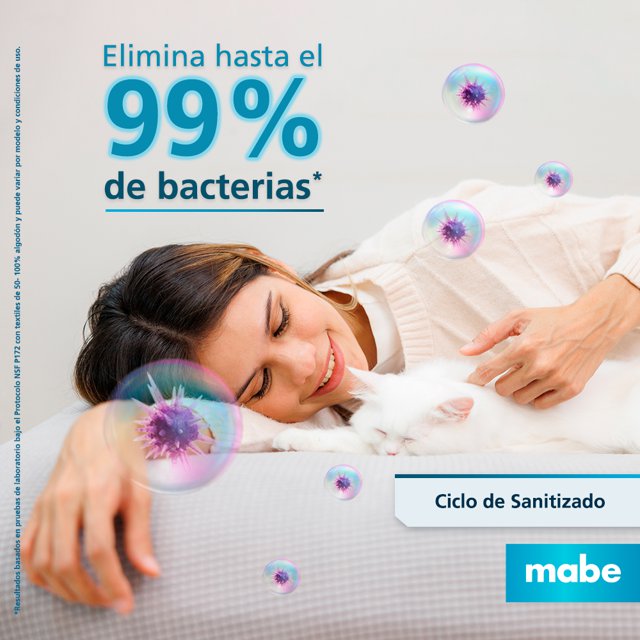 Elimina hasta el
99%
de bacterias*
Ciclo de Sanitizado
mabe
*Resultados basados en pruebas de laboratorio bajo el Protocolo NSF P172 con textiles de 50- 100% algodón y puede variar por modelo y condiciones de uso.